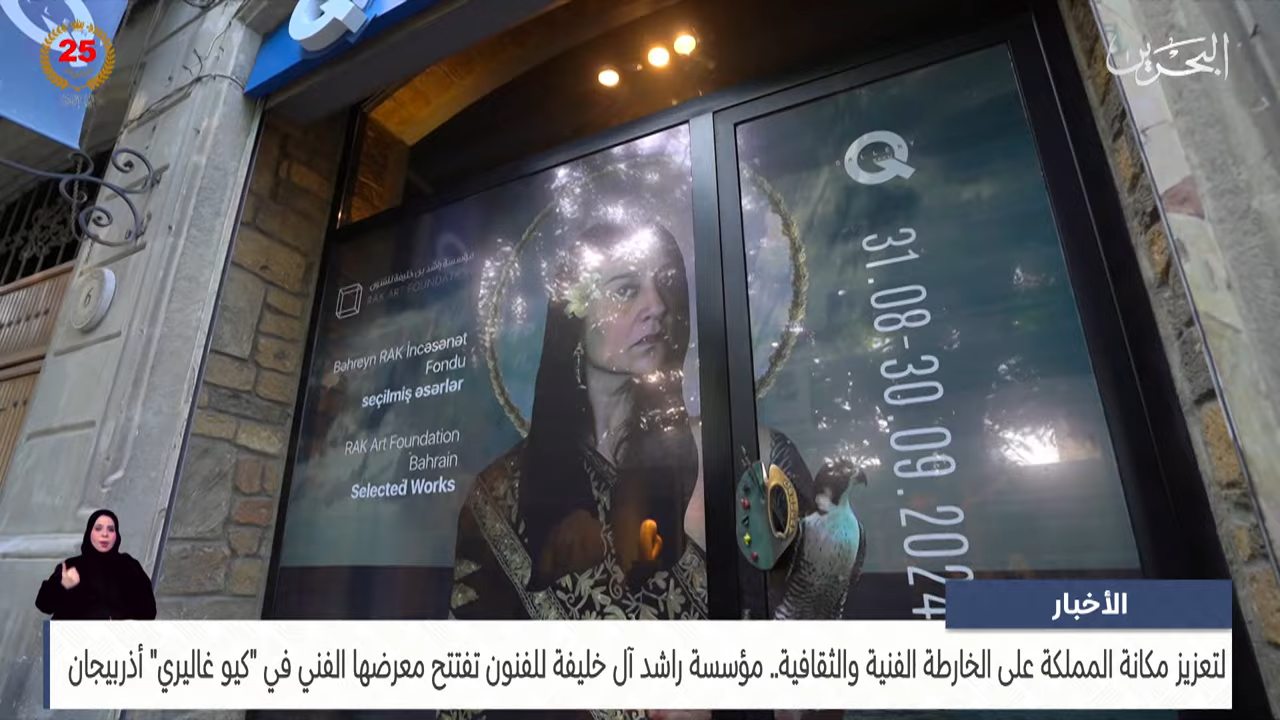 25
البحرين
Q
مؤسسة راشد بن خليفة للفنون
RAK ART FOUNDATION
Bəhreyn RAK İncəsənət
Fondu
seçilmiş əsərlər
RAK Art Foundation
Bahrain
Selected Works
31.08-30.09.2024
6
الأخبار
لتعزيز مكانة المملكة على الخارطة الفنية والثقافية.. مؤسسة راشد آل خليفة للفنون تفتتح معرضها الفني في "كيو غاليري" أذربيجان